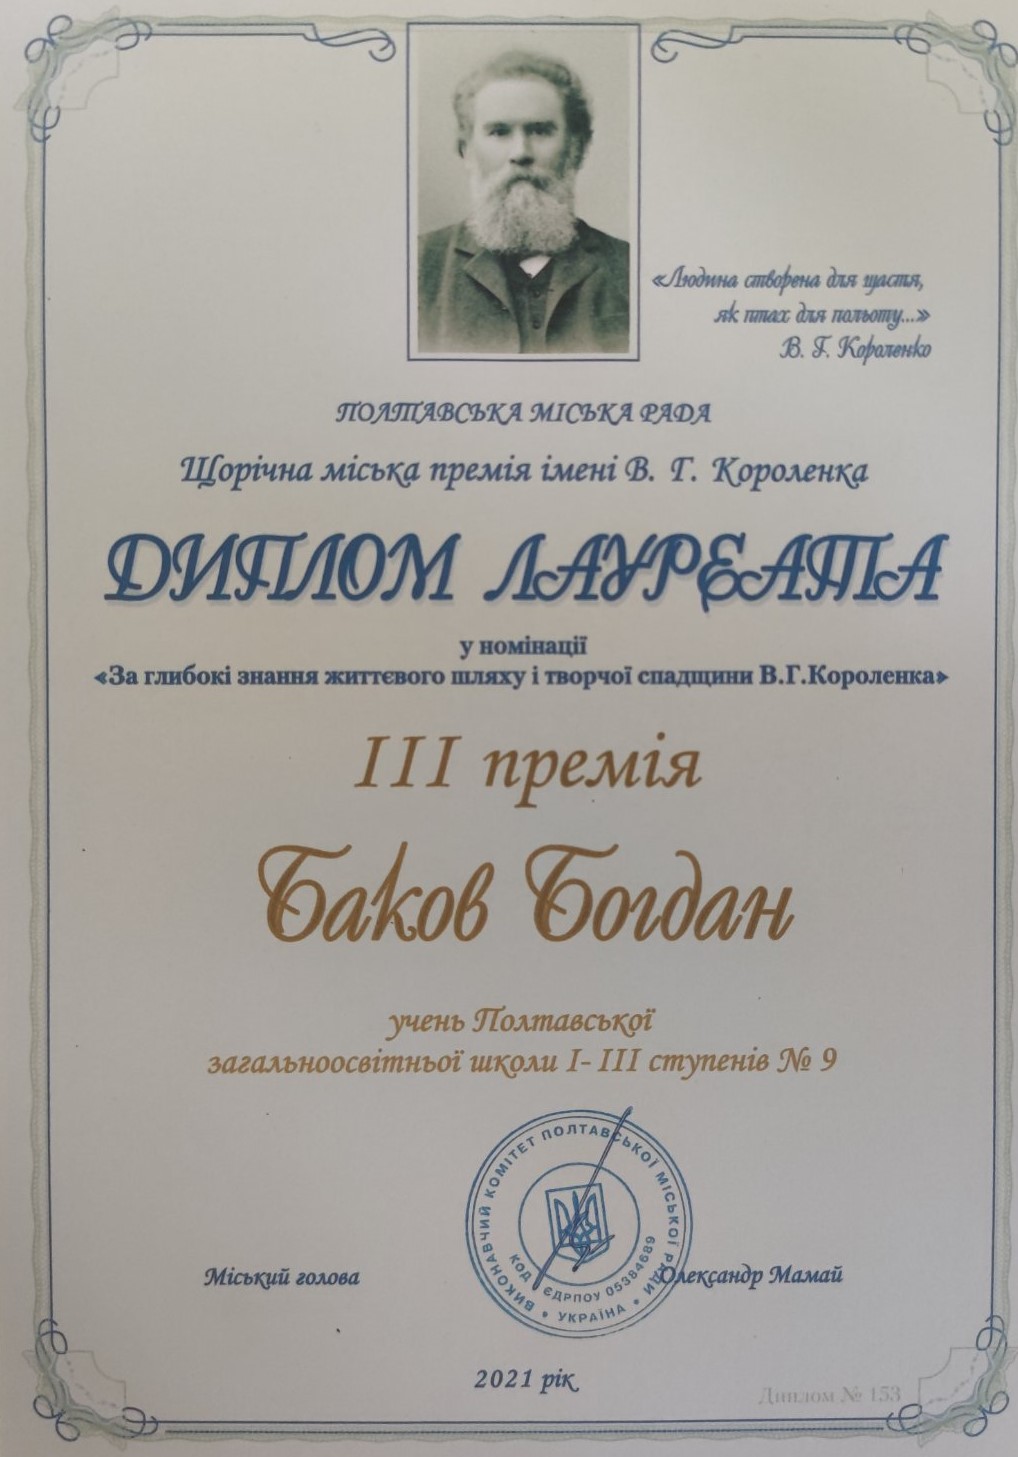 «Людина створена для щастя,
як птах для польоту...»
В. Г. Короленко
ПОЛТАВСЬКА МІСЬКА РАДА
Щорічна міська премія імені В. Г. Короленка
ДИПЛОМ ЛАУРЕАТА
у номінації
«За глибокі знання життєвого шляху і творчої спадщини В.Г.Короленка»
III премія
Баков Богдан
учень Полтавської
загальноосвітньої школи I- III ступенів № 9
ВИКОНАВЧИЙ КОМІТЕТ ПОЛТАВСЬКОЇ МІСЬКОЇ РАДИ
КОД ЄДРПОУ 05384689
• УКРАЇНА •
Міський голова Олександр Мамай
2021 рік
Диплом № 153